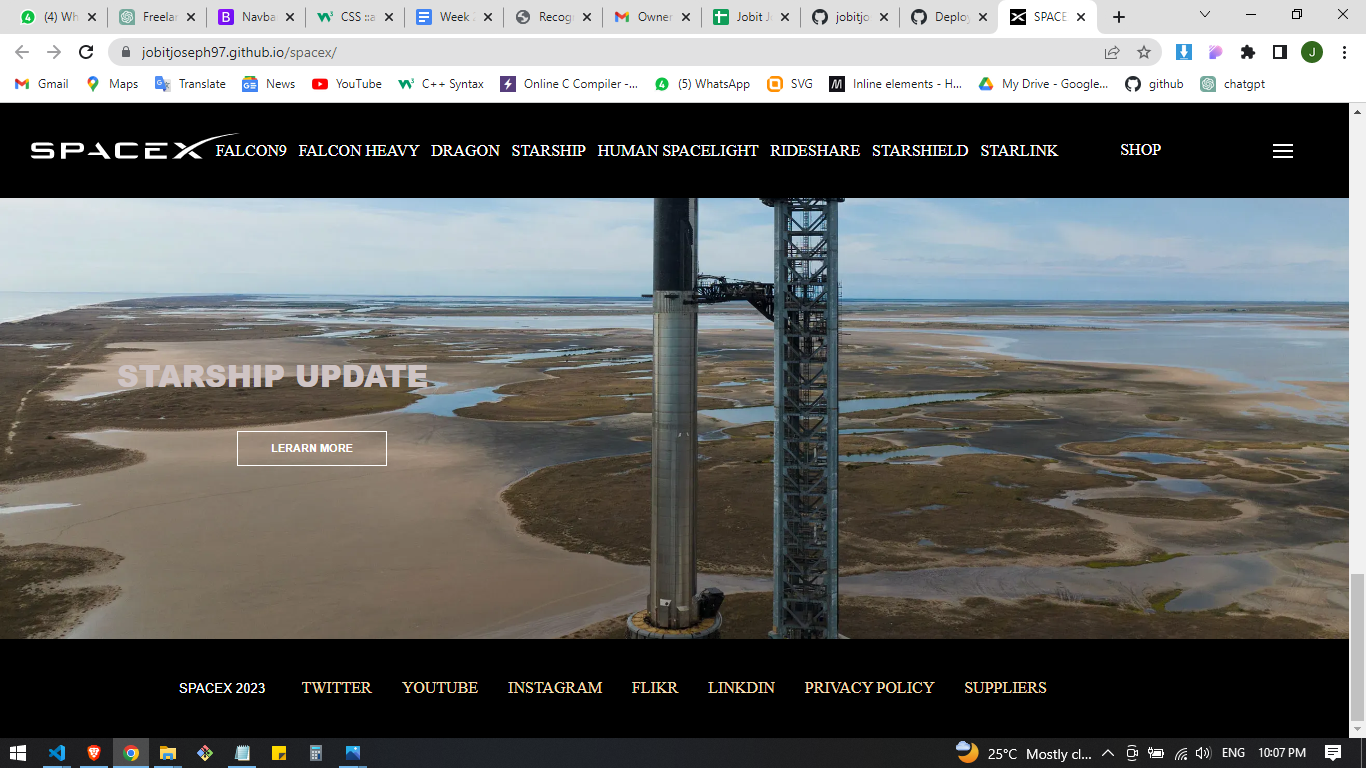 (4) Wh
Freelan
Navba
CSS ::a
Week
Recog
Owner
Jobit J
jobitjo
Deploy
SPACE
jobitjoseph97.github.io/spacex/
J
Gmail
Maps
Translate
News
YouTube
C++ Syntax
Online C Compiler -...
(5) WhatsApp
SVG
Inline elements - H...
My Drive - Google...
github
chatgpt
SPACEX FALCON9 FALCON HEAVY DRAGON STARSHIP HUMAN SPACELIGHT RIDESHARE STARSHIELD STARLINK SHOP
STARSHIP UPDATE
LERARN MORE
SPACEX 2023 TWITTER YOUTUBE INSTAGRAM FLIKR LINKDIN PRIVACY POLICY SUPPLIERS
25°C Mostly cl... ENG 10:07 PM